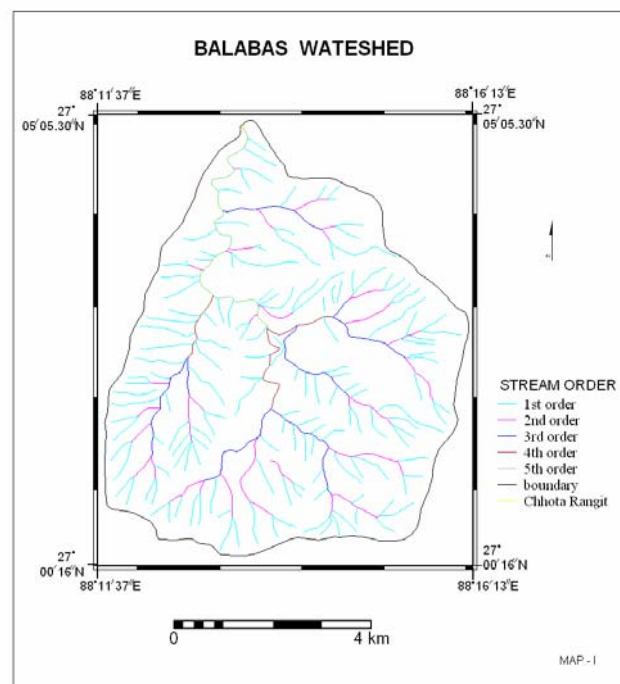 BALABAS WATESHED
88° 11′37″E 88° 16′13″E
27° 27°
05′05.30″N 05′05.30″N
STREAM ORDER
1st order
2nd order
3rd order
4th order
5th order
boundary
Chhota Rangit
27° 27°
00′16″N 00′16″N
88° 11′37″E 88° 16′13″E
0 4 km
MAP - I